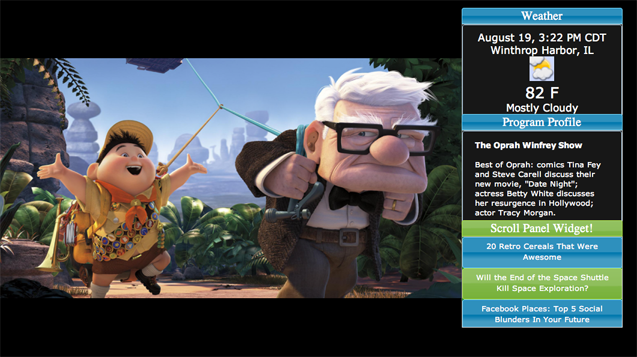 Weather
August 19, 3:22 PM CDT
Winthrop Harbor, IL
82 F
Mostly Cloudy
Program Profile
The Oprah Winfrey Show
Best of Oprah: comics Tina Fey
and Steve Carell discuss their
new movie, "Date Night";
actress Betty White discusses
her resurgence in Hollywood;
actor Tracy Morgan.
Scroll Panel Widget!
20 Retro Cereals That Were
Awesome
Will the End of the Space Shuttle
Kill Space Exploration?
Facebook Places: Top 5 Social
Blunders In Your Future